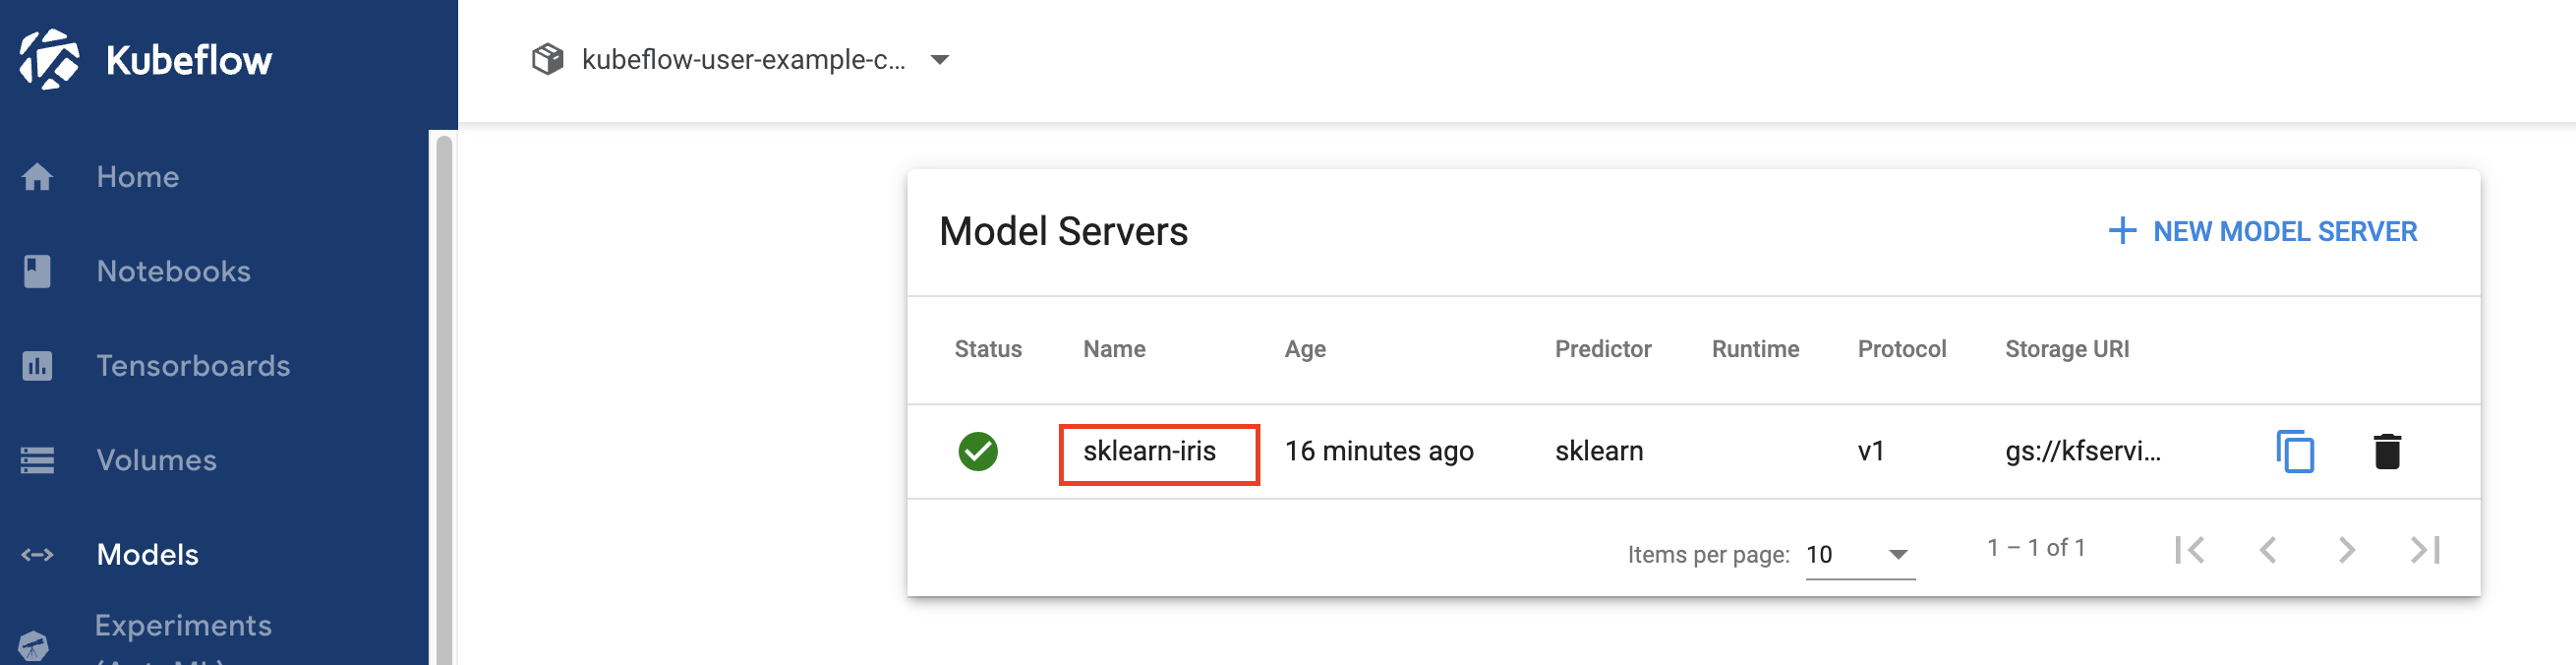 Kubeflow
kubeflow-user-example-c...
Home
Notebooks
Tensorboards
Volumes
Models
Experiments
Model Servers
NEW MODEL SERVER
Status Name Age Predictor Runtime Protocol Storage URI
sklearn-iris 16 minutes ago sklearn v1 gs://kfservi...
Items per page: 10 1 – 1 of 1